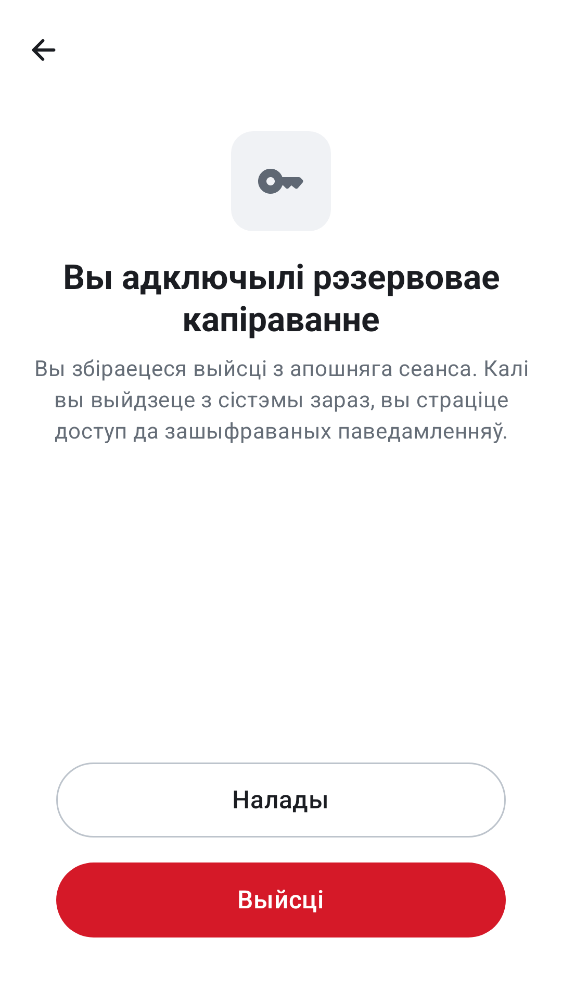 Вы адключылі рэзервовае
капіраванне
Вы збіраецеся выйсці з апошняга сеанса. Калі
вы выйдзеце з сістэмы зараз, вы страціце
доступ да зашыфраваных паведамленняў.
Налады
Выйсці